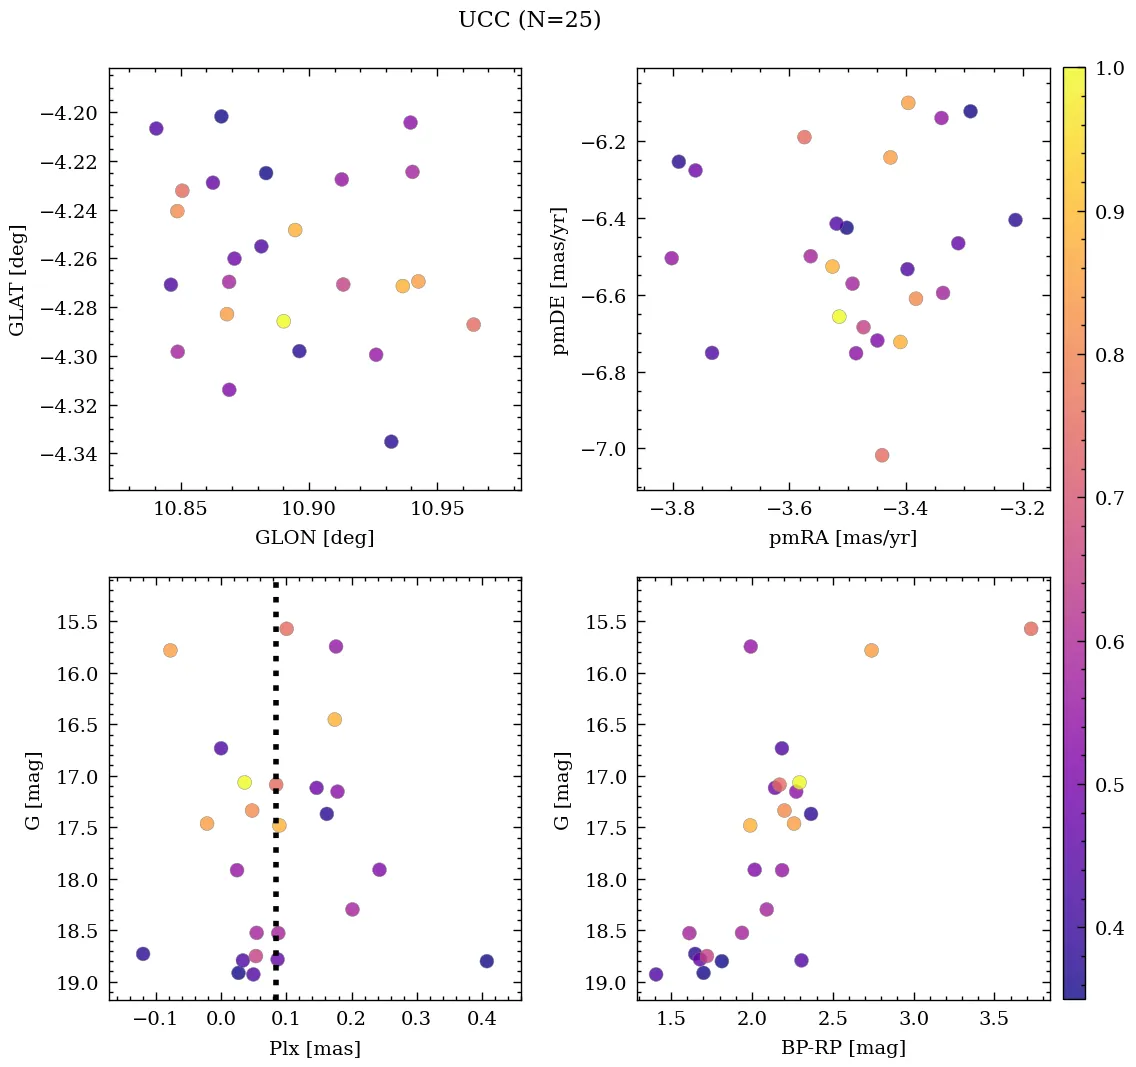 UCC (N=25)
−4.20
−4.22
−4.24
−4.26
−4.28
−4.30
−4.32
−4.34
GLAT [deg]
10.85 10.90 10.95
GLON [deg]
−6.2
−6.4
−6.6
−6.8
−7.0
pmDE [mas/yr]
−3.8 −3.6 −3.4 −3.2
pmRA [mas/yr]
1.0
0.9
0.8
0.7
0.6
0.5
0.4
15.5
16.0
16.5
17.0
17.5
18.0
18.5
19.0
G [mag]
−0.1 0.0 0.1 0.2 0.3 0.4
Plx [mas]
15.5
16.0
16.5
17.0
17.5
18.0
18.5
19.0
G [mag]
1.5 2.0 2.5 3.0 3.5
BP-RP [mag]